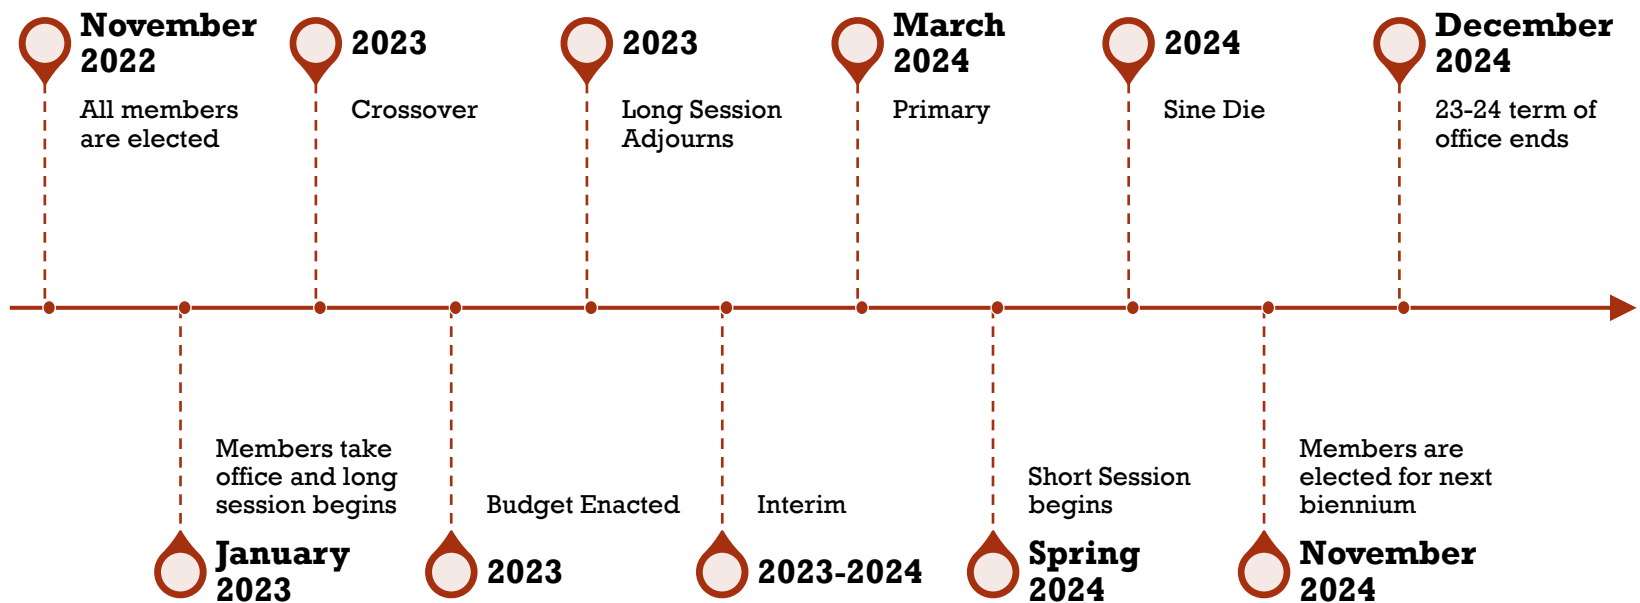 November
2022
All members
are elected
2023
Crossover
2023
Long Session
Adjourns
March
2024
Primary
2024
Sine Die
December
2024
23-24 term of
office ends
Members take
office and long
session begins
January
2023
Budget Enacted
2023
Interim
2023-2024
Short Session
begins
Spring
2024
Members are
elected for next
biennium
November
2024